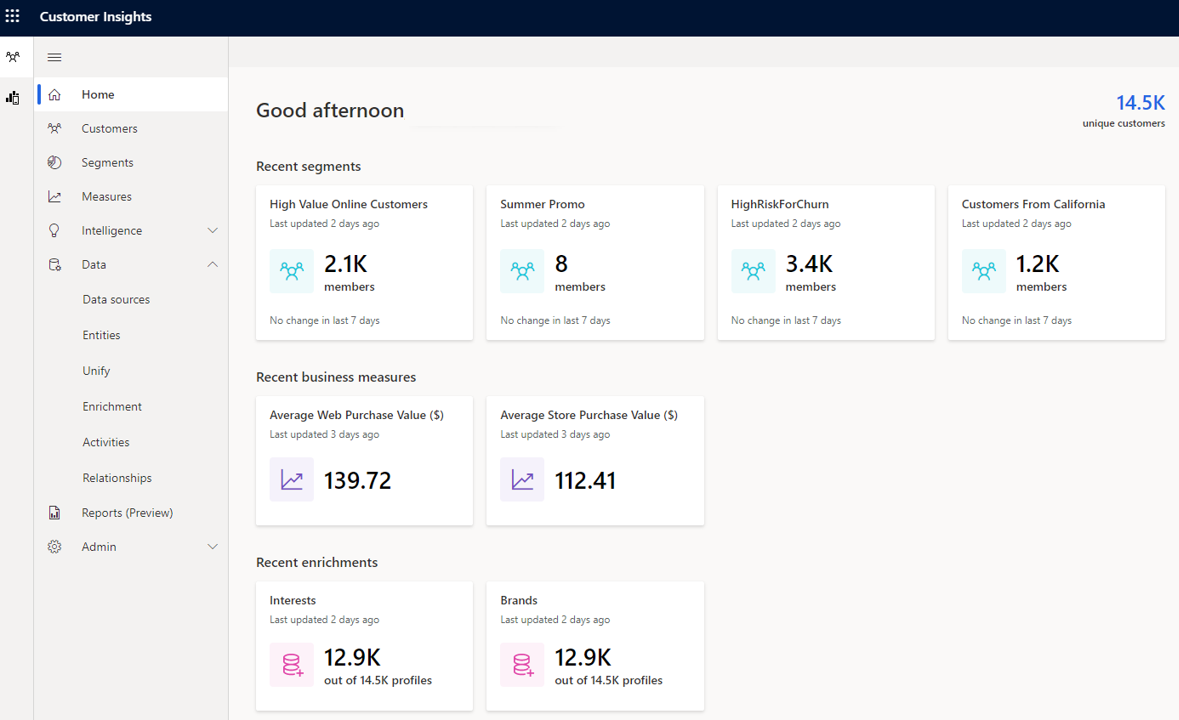 Customer Insights
Home
Customers
Segments
Measures
Intelligence
Data
Data sources
Entities
Unify
Enrichment
Activities
Relationships
Reports (Preview)
Admin
Good afternoon
14.5K
unique customers
Recent segments
High Value Online Customers
Last updated 2 days ago
2.1K
members
No change in last 7 days
Summer Promo
Last updated 2 days ago
8
members
No change in last 7 days
HighRiskForChurn
Last updated 2 days ago
3.4K
members
No change in last 7 days
Customers From California
Last updated 2 days ago
1.2K
members
No change in last 7 days
Recent business measures
Average Web Purchase Value ($)
Last updated 3 days ago
139.72
Average Store Purchase Value ($)
Last updated 3 days ago
112.41
Recent enrichments
Interests
Last updated 2 days ago
12.9K
out of 14.5K profiles
Brands
Last updated 2 days ago
12.9K
out of 14.5K profiles